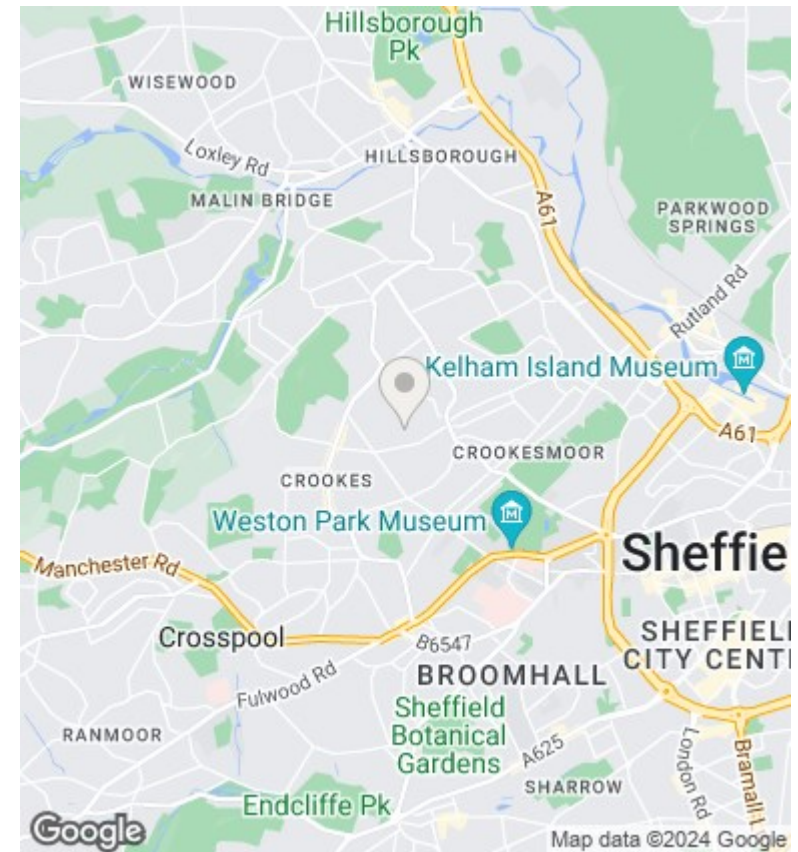 Hillsborough
Pk
WISEWOOD
Loxley Rd
HILLSBOROUGH
MALIN BRIDGE
A61
PARKWOOD
SPRINGS
Rutland Rd
Kelham Island Museum
A61
CROOKESMOOR
CROOKES
Weston Park Museum
Manchester Rd
Sheffie
Crosspool
B6547
SHEFFIEL
CITY CENT
Fulwood Rd
BROOMHALL
Sheffield
Botanical
Gardens
RANMOOR
A625
London Rd
Bramall L
SHARROW
Endcliffe Pk
Google
Map data ©2024 Google